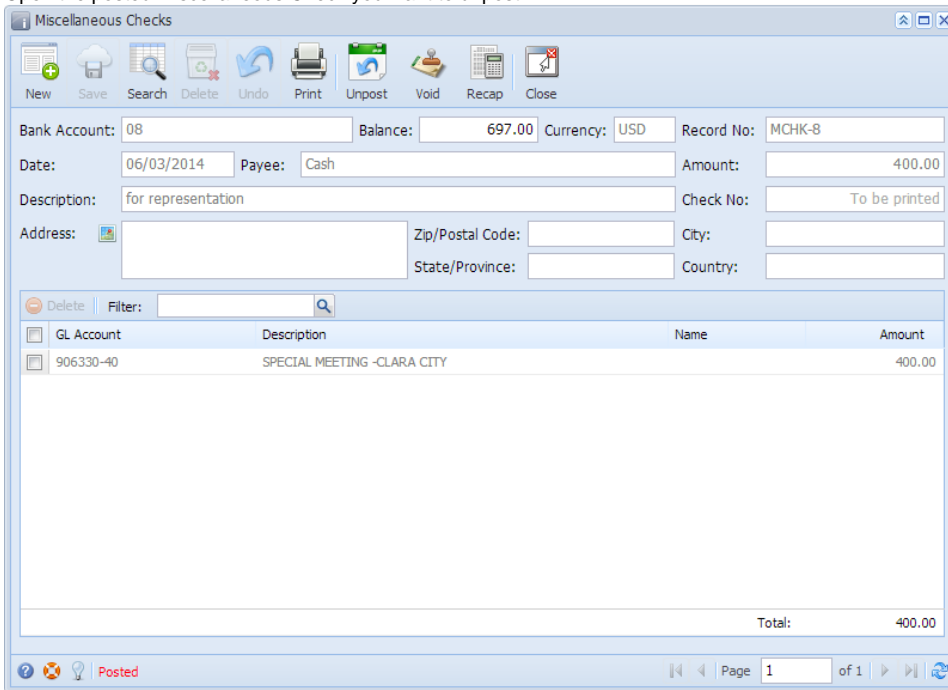 Miscellaneous Checks
New Save Search Delete Undo Print Unpost Void Recap Close
Bank Account: 08 Balance: 697.00 Currency: USD Record No: MCHK-8
Date: 06/03/2014 Payee: Cash Amount: 400.00
Description: for representation Check No: To be printed
Address: Zip/Postal Code: City:
State/Province: Country:
Delete Filter:
GL Account Description Name Amount
906330-40 SPECIAL MEETING -CLARA CITY 400.00
Total: 400.00
Posted Page 1 of 1